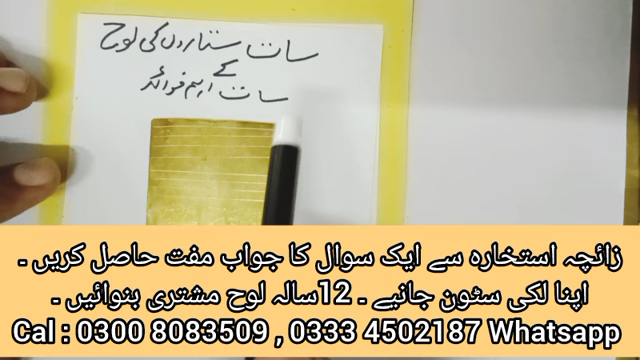 سات ستاروں کی لوح
کے
سات اہم فوائد
زائچہ استخارہ سے ایک سوال کا جواب مفت حاصل کریں ۔
اپنا لکی سٹون جانیے ۔ 12سالہ لوح مشتری بنوائیں ۔
Cal : 0300 8083509 , 0333 4502187 Whatsapp